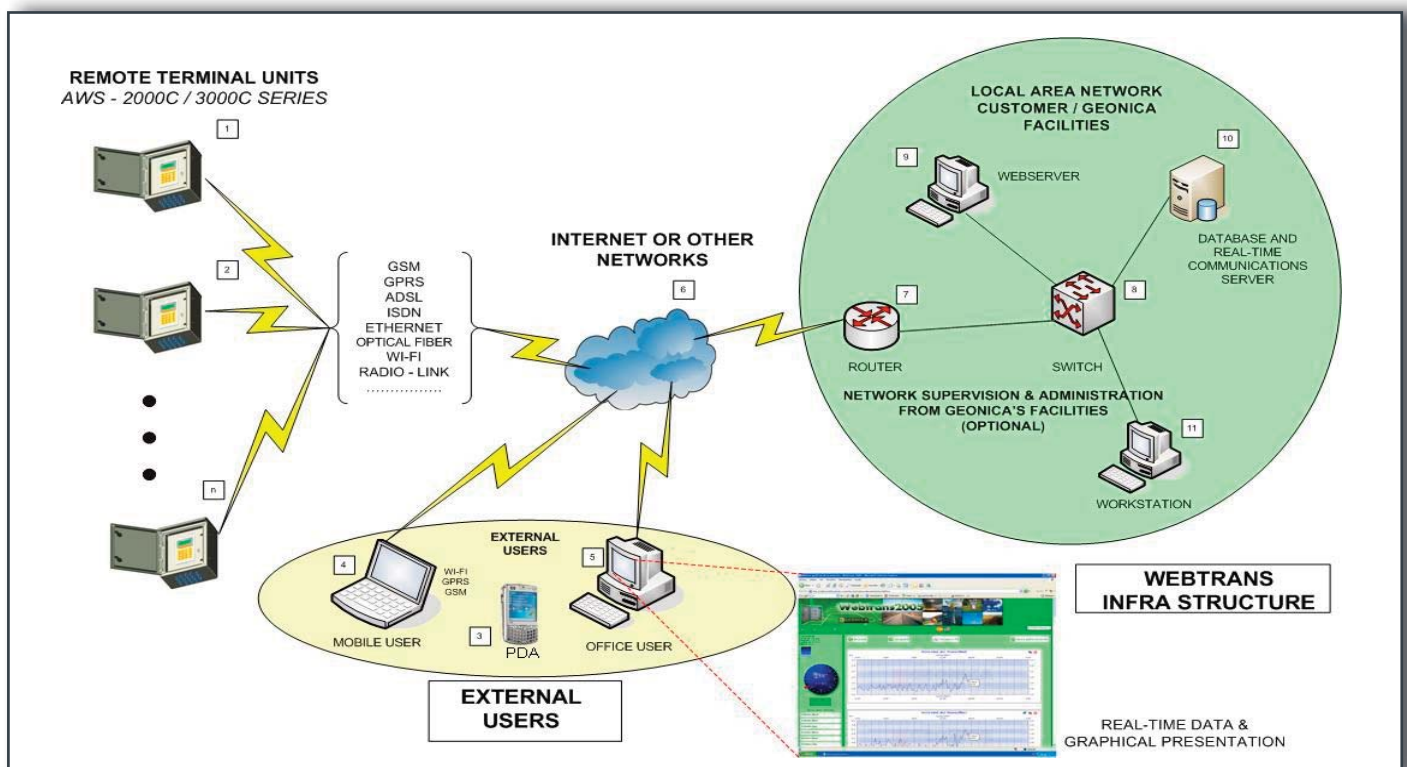 REMOTE TERMINAL UNITS
AWS - 2000C / 3000C SERIES
1
2
n
GSM
GPRS
ADSL
ISDN
ETHERNET
OPTICAL FIBER
WI-FI
RADIO - LINK
..................
INTERNET OR OTHER
NETWORKS
6
LOCAL AREA NETWORK
CUSTOMER / GEONICA
FACILITIES
9
WEBSERVER
10
DATABASE AND
REAL-TIME
COMMUNICATIONS
SERVER
7
ROUTER
8
SWITCH
NETWORK SUPERVISION & ADMINISTRATION
FROM GEONICA'S FACILITIES
(OPTIONAL)
11
WORKSTATION
EXTERNAL
USERS
4
WI-FI
GPRS
GSM
MOBILE USER
3
PDA
5
OFFICE USER
EXTERNAL
USERS
Webtrans2005
WEBTRANS
INFRA STRUCTURE
REAL-TIME DATA &
GRAPHICAL PRESENTATION